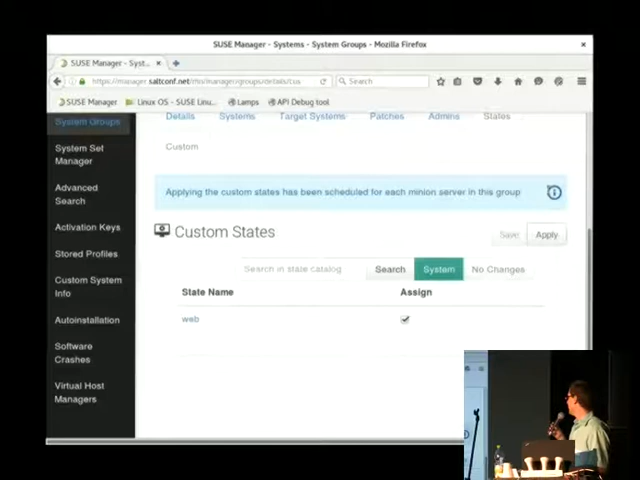 SUSE Manager - Systems - System Groups - Mozilla Firefox
SUSE Manager - Syst...
https://manager.saltconf.net/rhn/manager/groups/details/cus
Search
SUSE Manager
Linux OS - SUSE Linu...
Lamps
API Debug tool
System Groups
System Set
Manager
Advanced
Search
Activation Keys
Stored Profiles
Custom System
Info
Autoinstallation
Software
Crashes
Virtual Host
Managers
Details
Systems
Target Systems
Patches
Admins
States
Custom
Applying the custom states has been scheduled for each minion server in this group
Custom States
Save
Apply
Search in state catalog
Search
System
No Changes
State Name
Assign
web